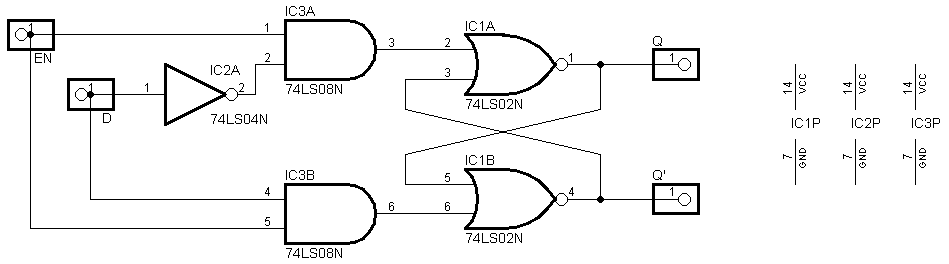 IC3A
1
2
3
74LS08N
1
EN
IC2A
1
2
74LS04N
1
D
IC1A
2
3
1
74LS02N
Q
1
IC3B
4
5
6
74LS08N
IC1B
5
6
4
74LS02N
Q'
1
14
VCC
IC1P
7
GND
14
VCC
IC2P
7
GND
14
VCC
IC3P
7
GND